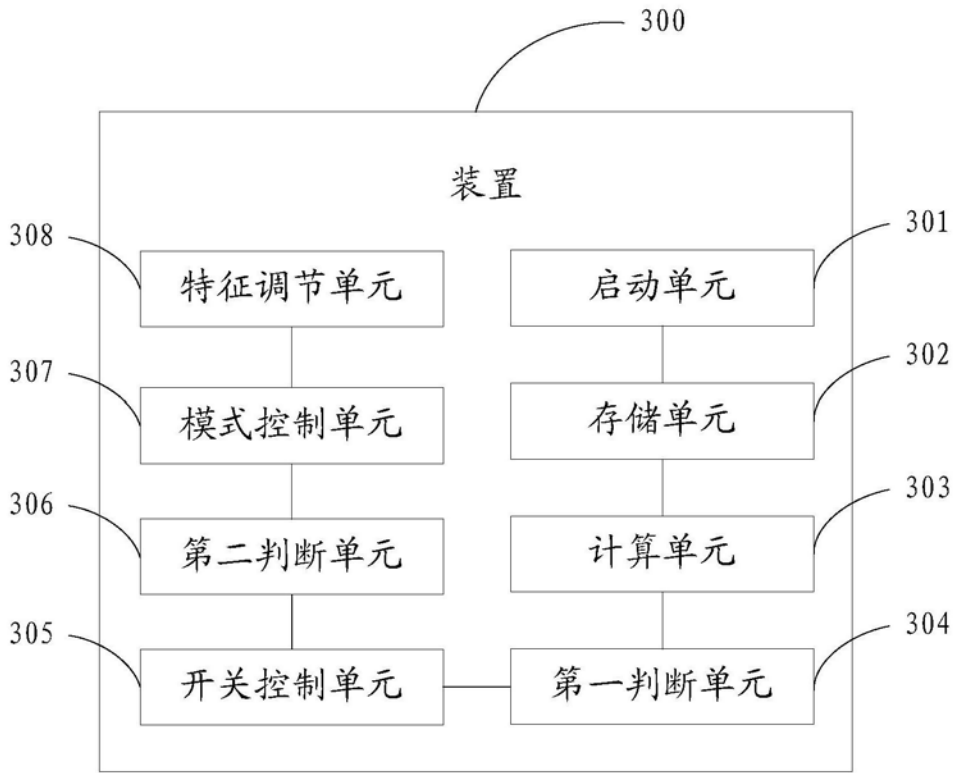 300
装置
308
特征调节单元
启动单元
301
307
模式控制单元
存储单元
302
306
第二判断单元
计算单元
303
305
开关控制单元
第一判断单元
304